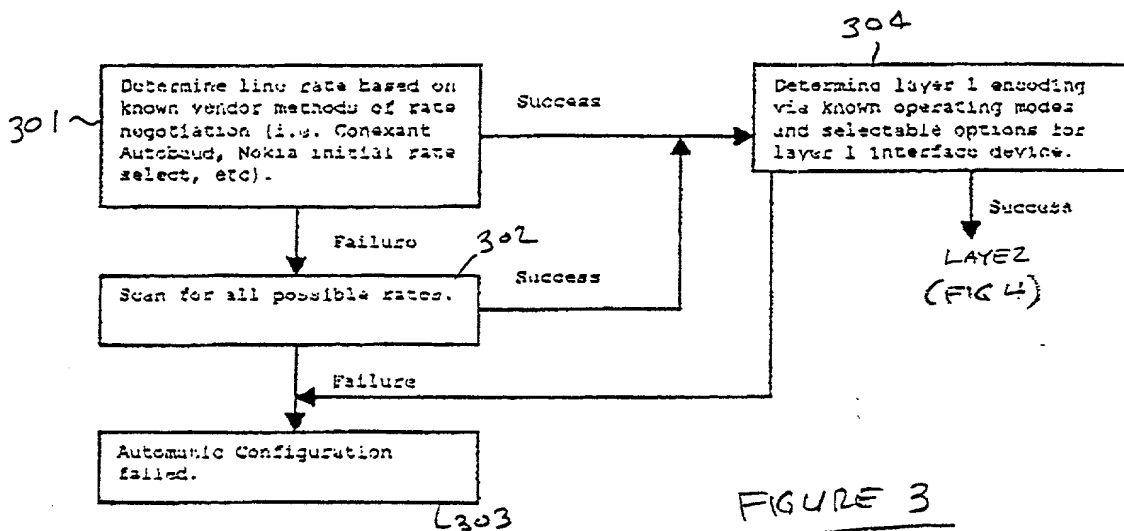 304
301
Determine line rate based on
known vendor methods of rate
negotiation (i.e. Conexant
Autobaud, Nokia initial rate
select, etc).
Success
Determine layer 1 encoding
via known operating modes
and selectable options for
layer 1 interface device.
Failure
302
Success
Success
Scan for all possible rates.
LAYE2
(FIG 4)
Failure
Automatic Configuration
failed.
303
FIGURE 3